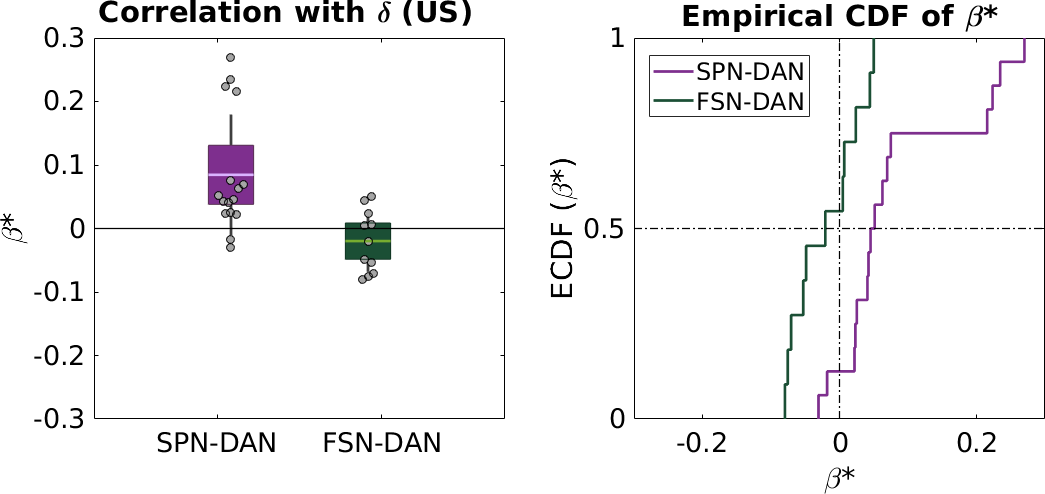 Correlation with δ (US)
β*
0.3
0.2
0.1
0
-0.1
-0.2
-0.3
SPN-DAN
FSN-DAN
Empirical CDF of β*
ECDF (β*)
1
0.5
0
SPN-DAN
FSN-DAN
-0.2
0
0.2
β*